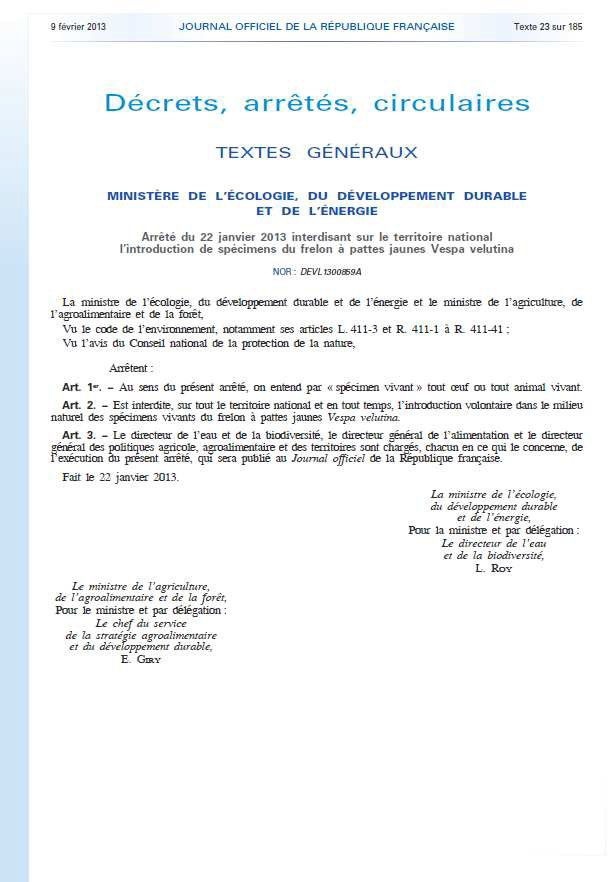 9 février 2013 JOURNAL OFFICIEL DE LA RÉPUBLIQUE FRANÇAISE Texte 23 sur 185
Décrets, arrêtés, circulaires
TEXTES GÉNÉRAUX
MINISTÈRE DE L’ÉCOLOGIE, DU DÉVELOPPEMENT DURABLE
ET DE L’ÉNERGIE
Arrêté du 22 janvier 2013 interdisant sur le territoire national
l’introduction de spécimens du frelon à pattes jaunes Vespa velutina
NOR : DEVL1300859A
La ministre de l’écologie, du développement durable et de l’énergie et le ministre de l’agriculture, de
l’agroalimentaire et de la forêt,
Vu le code de l’environnement, notamment ses articles L. 411-3 et R. 411-1 à R. 411-41 ;
Vu l’avis du Conseil national de la protection de la nature,
Arrêtent :
Art. 1er. – Au sens du présent arrêté, on entend par « spécimen vivant » tout œuf ou tout animal vivant.
Art. 2. – Est interdite, sur tout le territoire national et en tout temps, l’introduction volontaire dans le milieu
naturel des spécimens vivants du frelon à pattes jaunes Vespa velutina.
Art. 3. – Le directeur de l’eau et de la biodiversité, le directeur général de l’alimentation et le directeur
général des politiques agricole, agroalimentaire et des territoires sont chargés, chacun en ce qui le concerne, de
l’exécution du présent arrêté, qui sera publié au Journal officiel de la République française.
Fait le 22 janvier 2013.
La ministre de l’écologie,
du développement durable
et de l’énergie,
Pour la ministre et par délégation :
Le directeur de l’eau
et de la biodiversité,
L. ROY
Le ministre de l’agriculture,
de l’agroalimentaire et de la forêt,
Pour le ministre et par délégation :
Le chef du service
de la stratégie agroalimentaire
et du développement durable,
E. GIRY